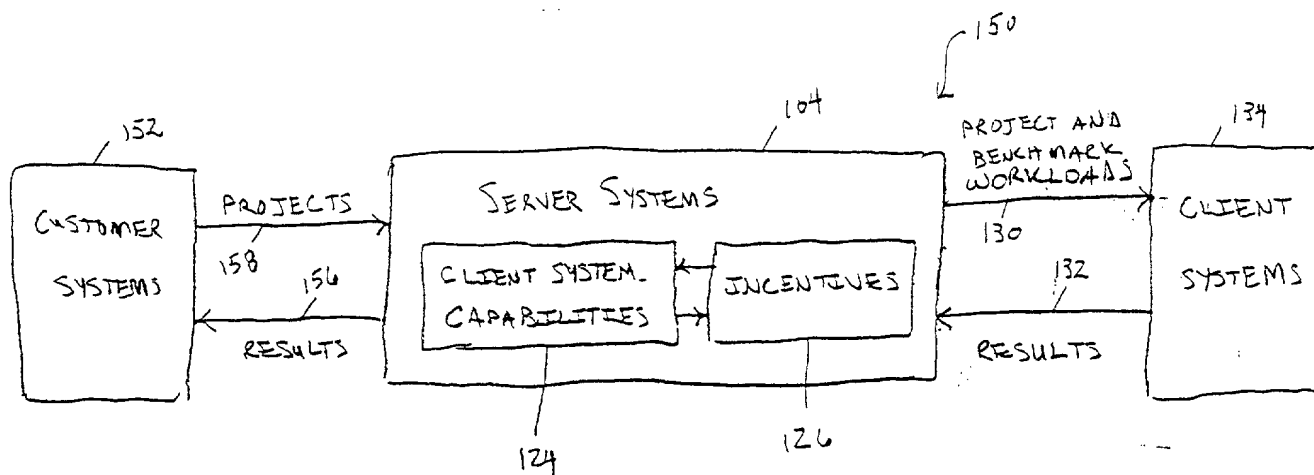 150
152
104
134
PROJECT AND
BENCHMARK
WORKLOADS
130
CUSTOMER
SYSTEMS
PROJECTS
158
156
RESULTS
SERVER SYSTEMS
CLIENT SYSTEM
CAPABILITIES
INCENTIVES
124
126
132
RESULTS
CLIENT
SYSTEMS